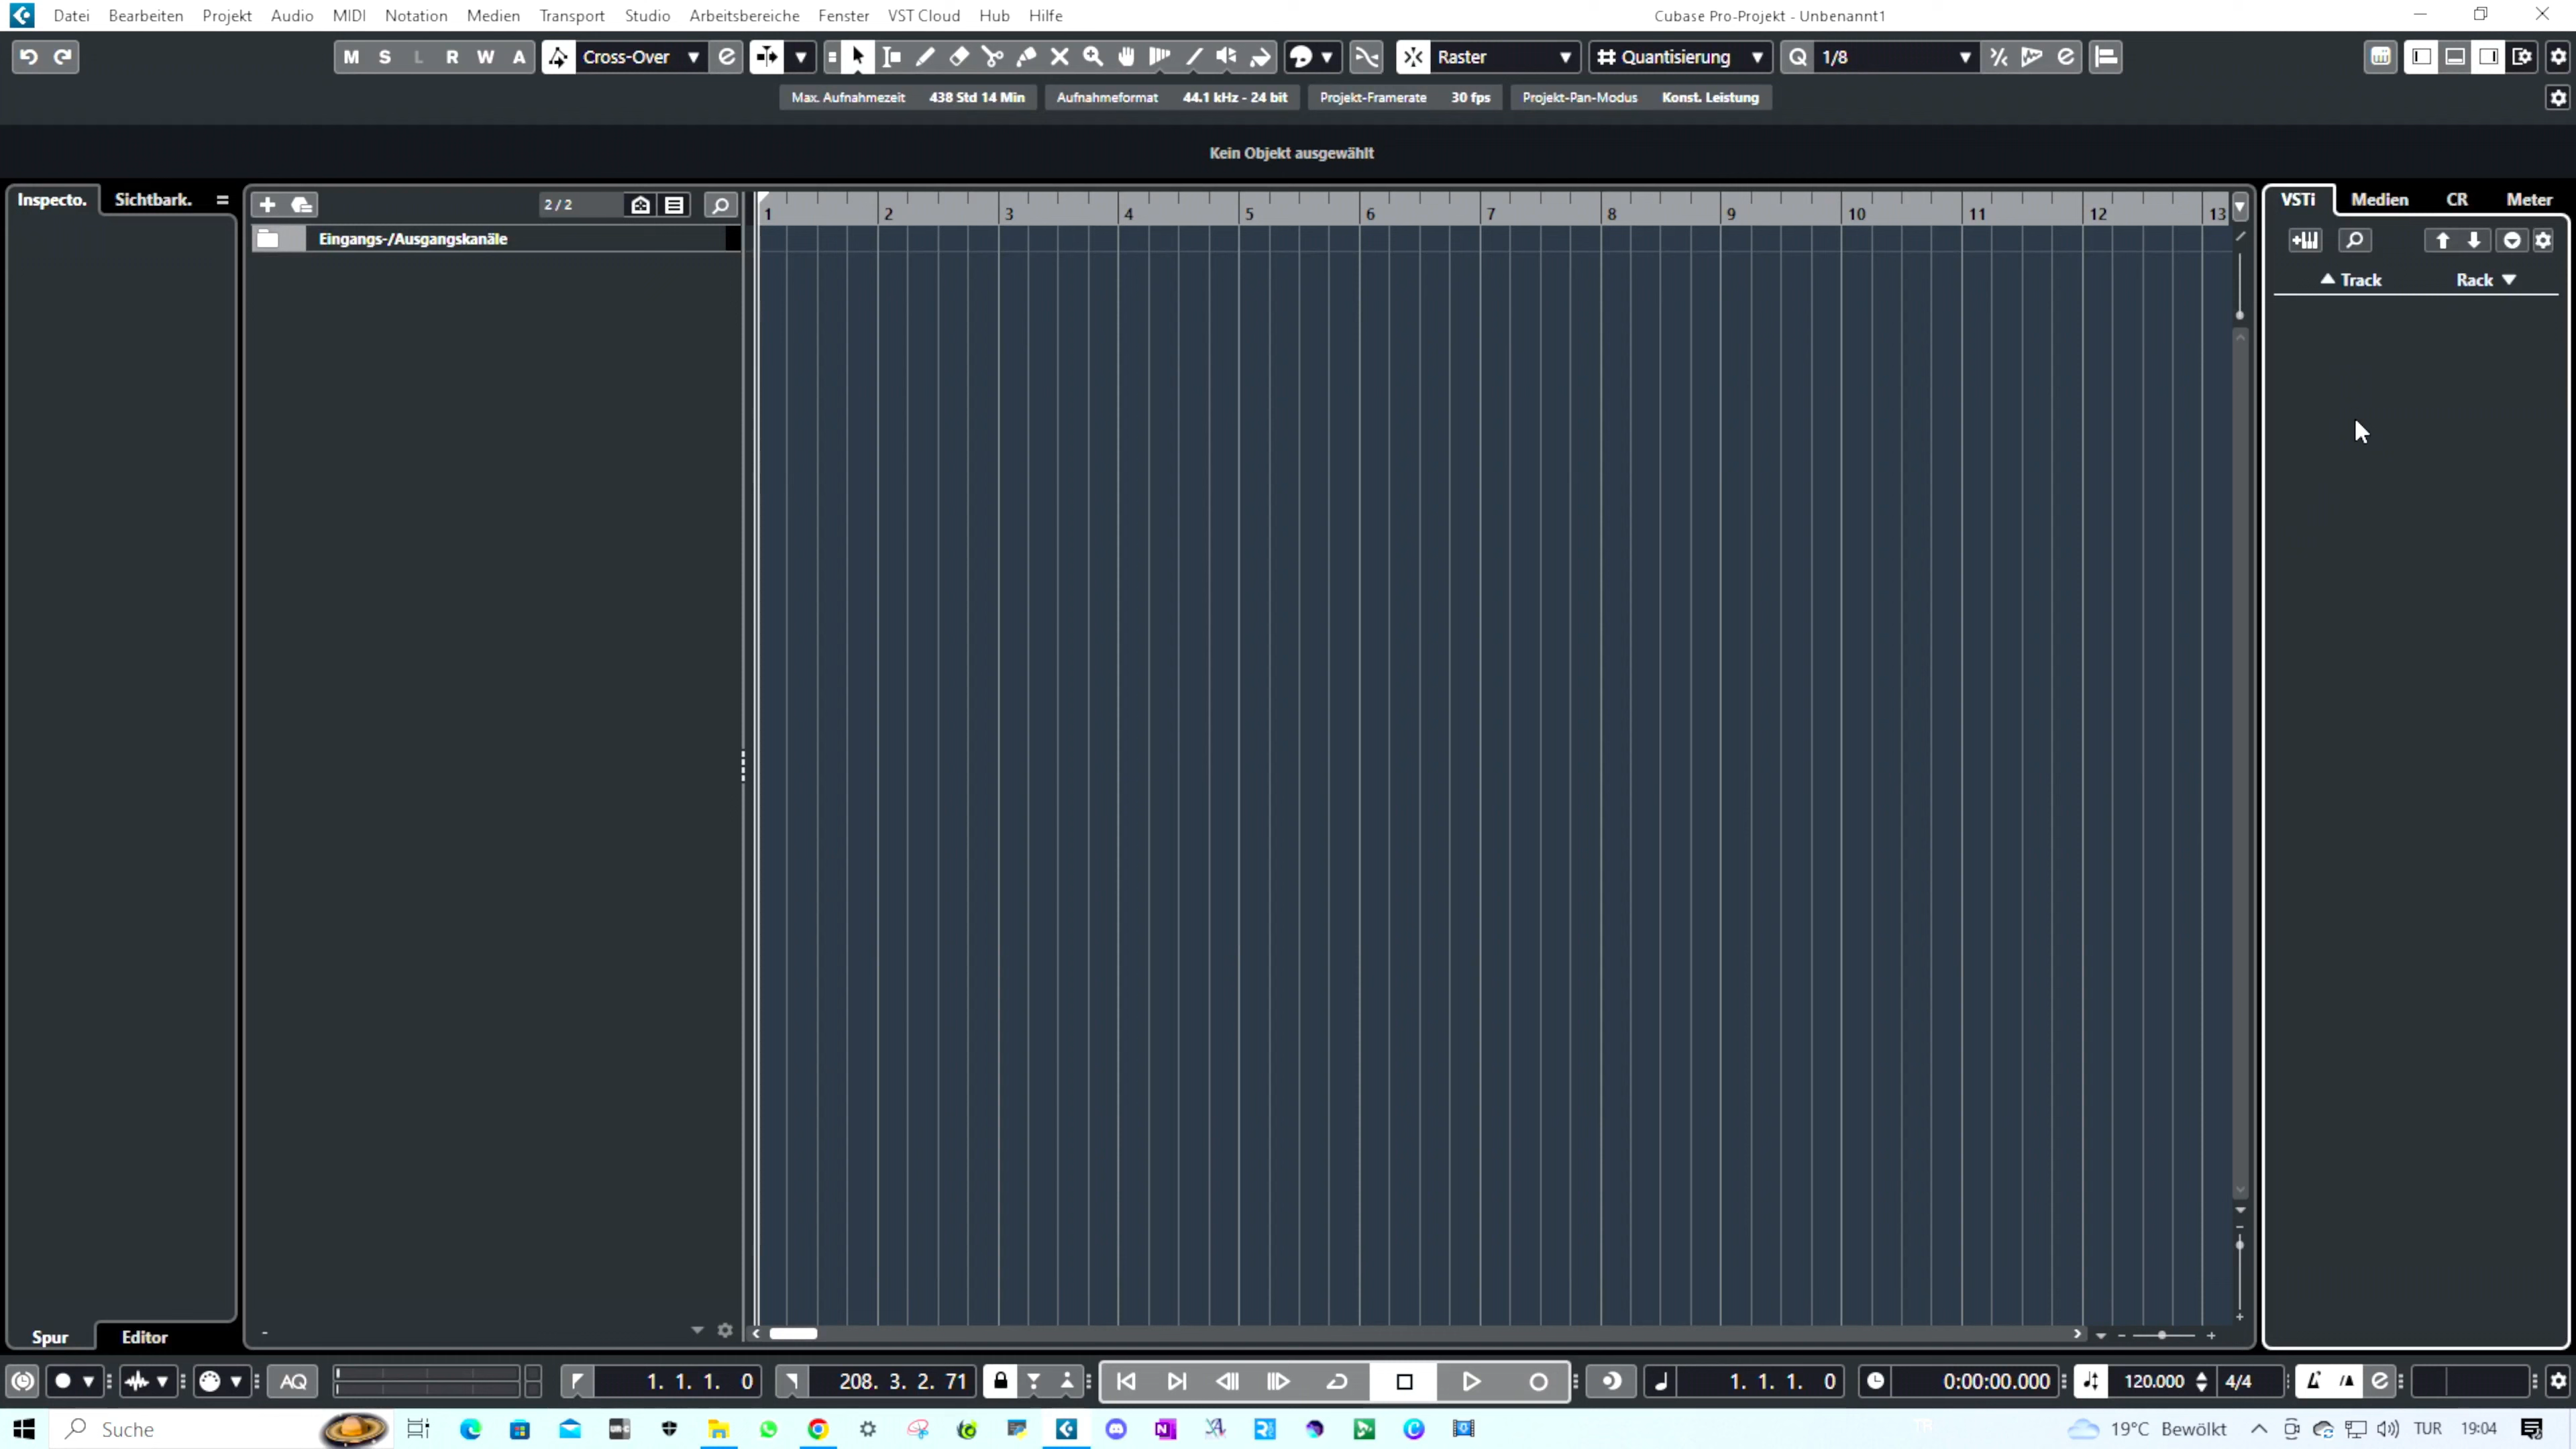 Datei Bearbeiten Projekt Audio MIDI Notation Medien Transport Studio Arbeitsbereiche Fenster VST Cloud Hub Hilfe Cubase Pro-Projekt - Unbenannt1
M S L R W A Cross-Over Raster Quantisierung Q 1/8
Max. Aufnahmezeit 438 Std 14 Min Aufnahmeformat 44.1 kHz - 24 bit Projekt-Framerate 30 fps Projekt-Pan-Modus Konst. Leistung
Kein Objekt ausgewählt
Inspecto. Sichtbark. 2 / 2 1 2 3 4 5 6 7 8 9 10 11 12 13 VSTi Medien CR Meter
Eingangs-/Ausgangskanäle
Track Rack
Spur Editor
AQ 1. 1. 1. 0 208. 3. 2. 71 1. 1. 1. 0 0:00:00.000 120.000 4/4
Suche 19°C Bewölkt TUR 19:04